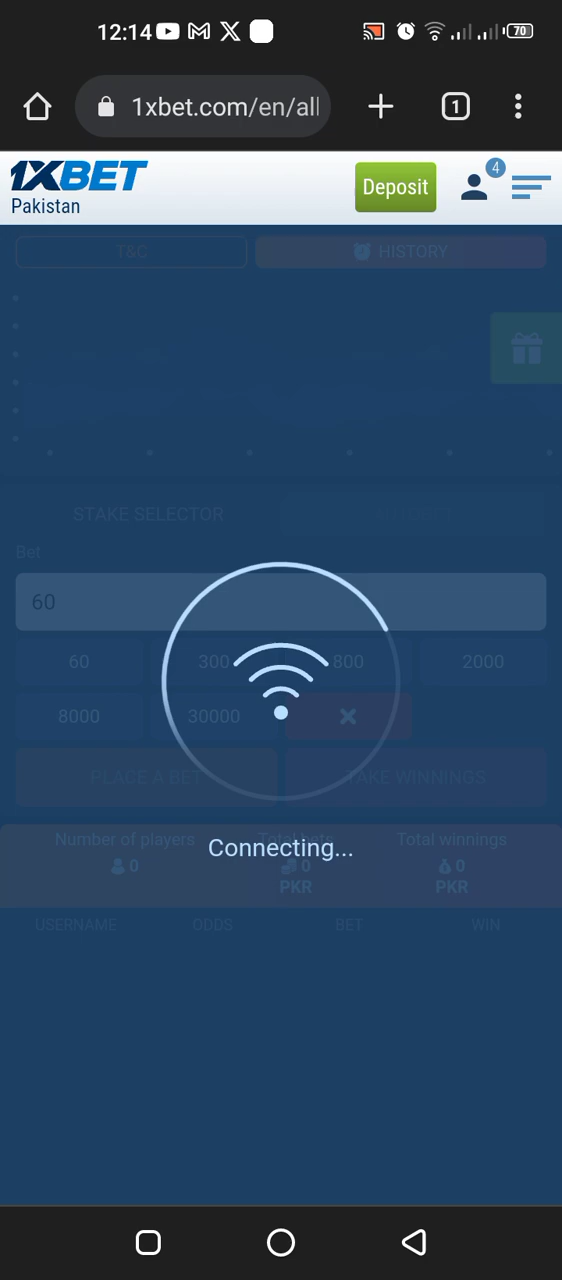 12:14
70
1xbet.com/en/all
1
1XBET
Pakistan
Deposit
4
T&C
HISTORY
STAKE SELECTOR
AUTOBET
Bet
60
60 300 800 2000
8000 30000
PLACE A BET TAKE WINNINGS
Number of players Total bets Total winnings
Connecting...
0 0 0
PKR PKR
USERNAME ODDS BET WIN